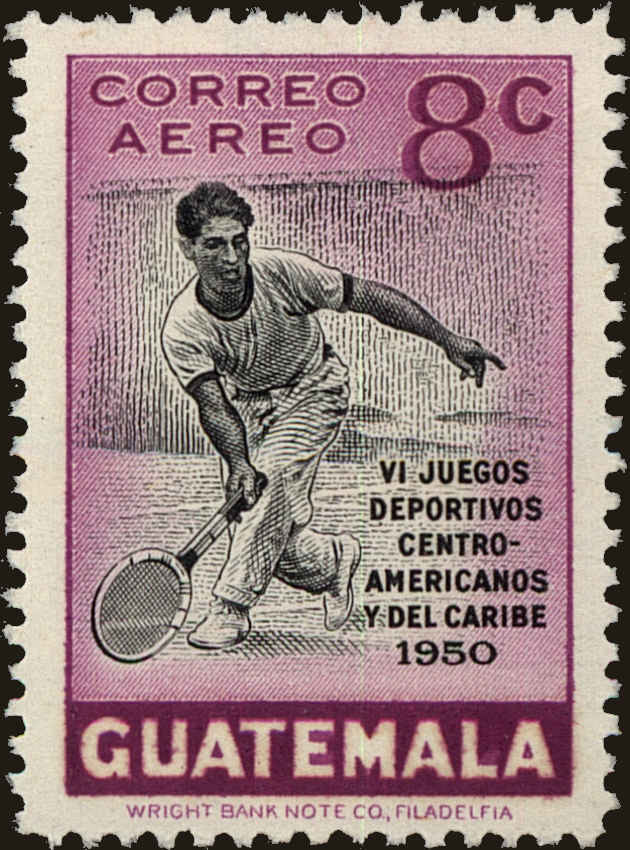 CORREO
AEREO
8C
VI JUEGOS
DEPORTIVOS
CENTRO-
AMERICANOS
Y DEL CARIBE
1950
GUATEMALA
WRIGHT BANK NOTE CO., FILADELFIA